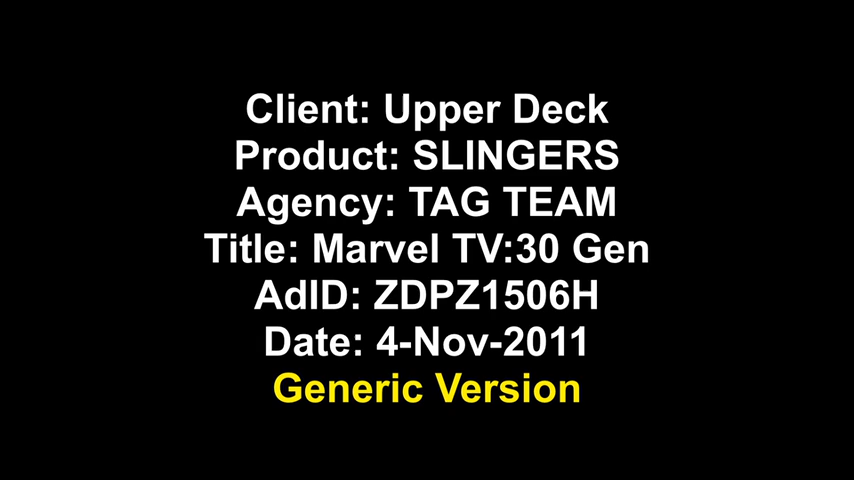 Client: Upper Deck
Product: SLINGERS
Agency: TAG TEAM
Title: Marvel TV:30 Gen
AdID: ZDPZ1506H
Date: 4-Nov-2011
Generic Version